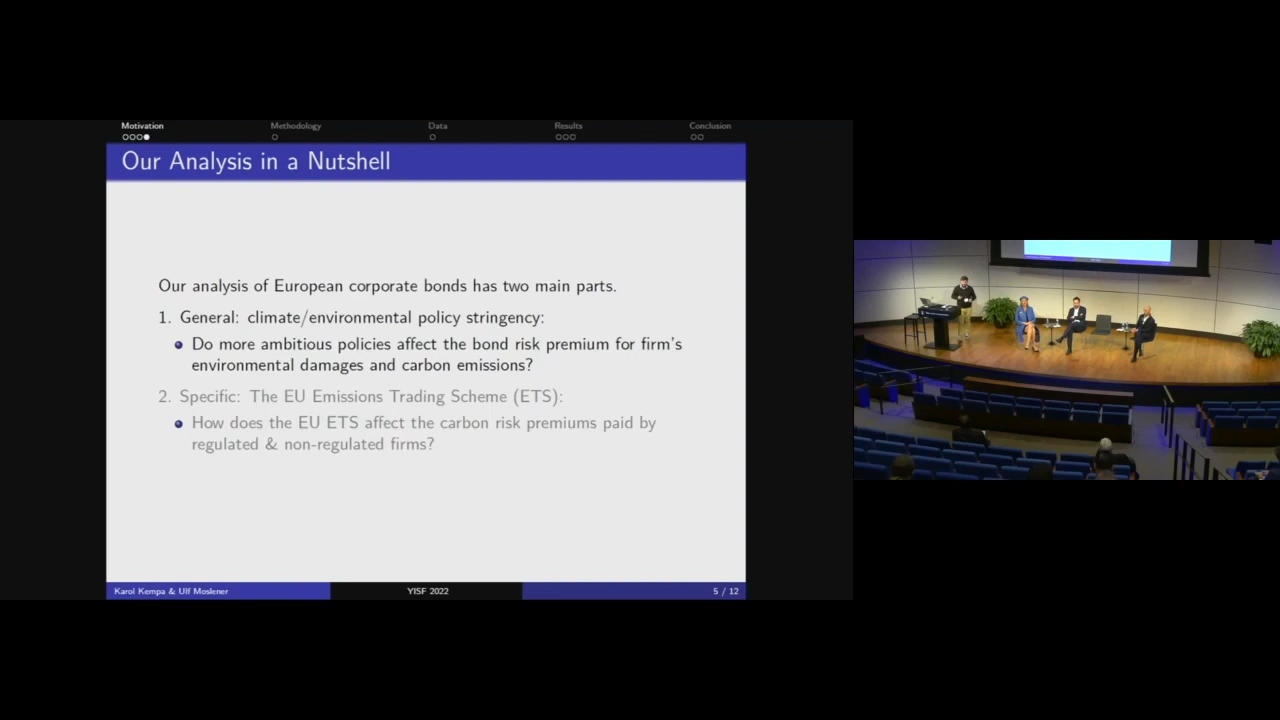 Motivation Methodology Data Results Conclusion
Our Analysis in a Nutshell
Our analysis of European corporate bonds has two main parts.
1. General: climate/environmental policy stringency:
Do more ambitious policies affect the bond risk premium for firm's
environmental damages and carbon emissions?
2. Specific: The EU Emissions Trading Scheme (ETS):
How does the EU ETS affect the carbon risk premiums paid by
regulated & non-regulated firms?
Karol Kempa & Ulf Moslener YISF 2022 5 / 12